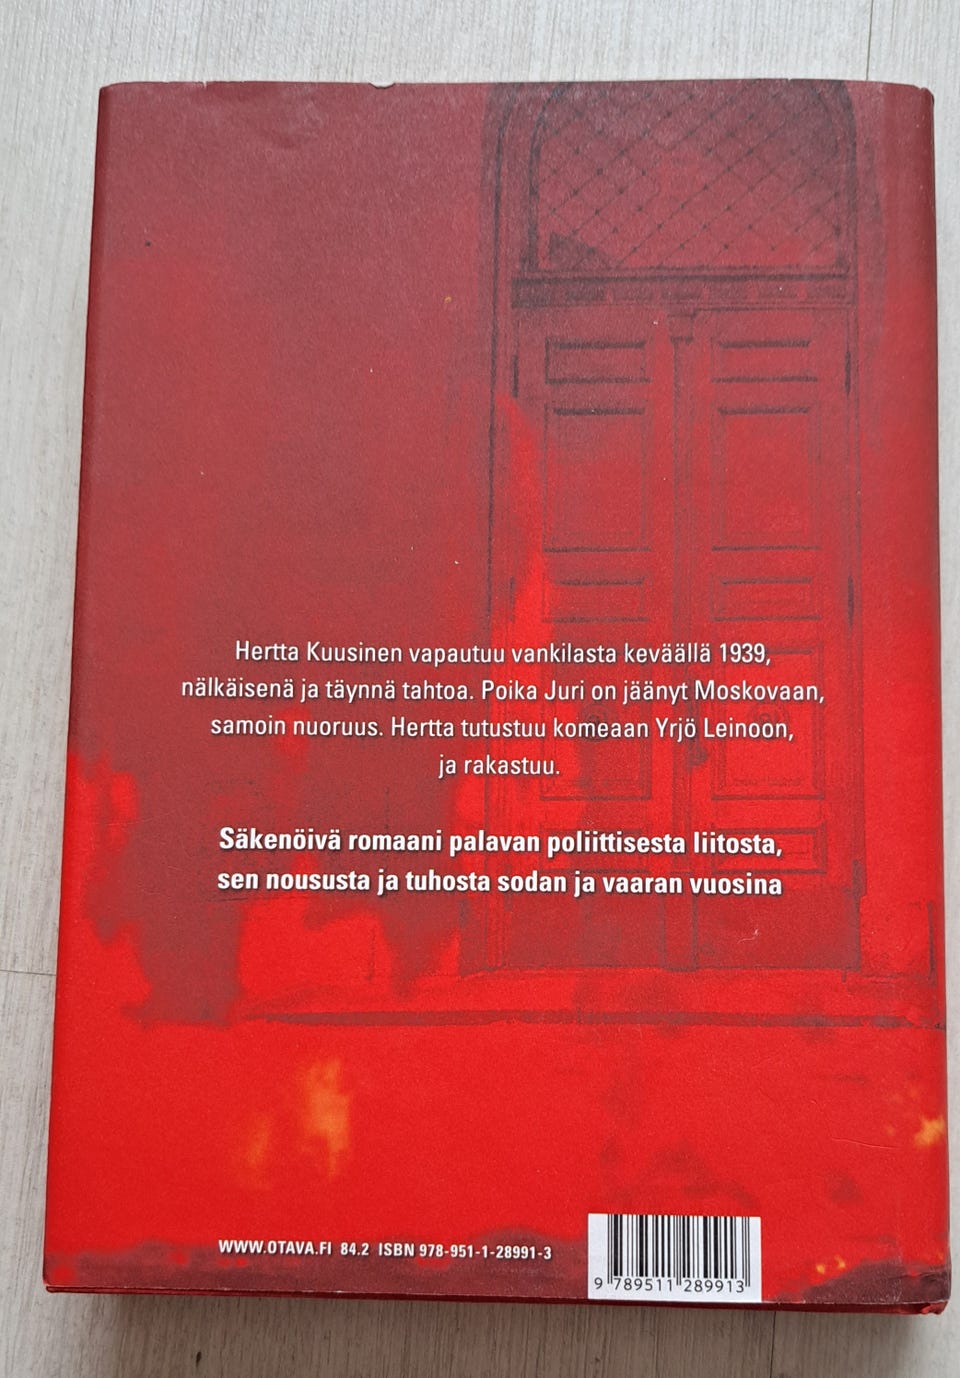 Hertta Kuusinen vapautuu vankilasta keväällä 1939,
nälkäisenä ja täynnä tahtoa. Poika Juri on jäänyt Moskovaan,
samoin nuoruus. Hertta tutustuu komeaan Yrjö Leinoon,
ja rakastuu.
Säkenöivä romaani palavan poliittisesta liitosta,
sen noususta ja tuhosta sodan ja vaaran vuosina
WWW.OTAVA.FI 84.2 ISBN 978-951-1-28991-3
9 789511 289913